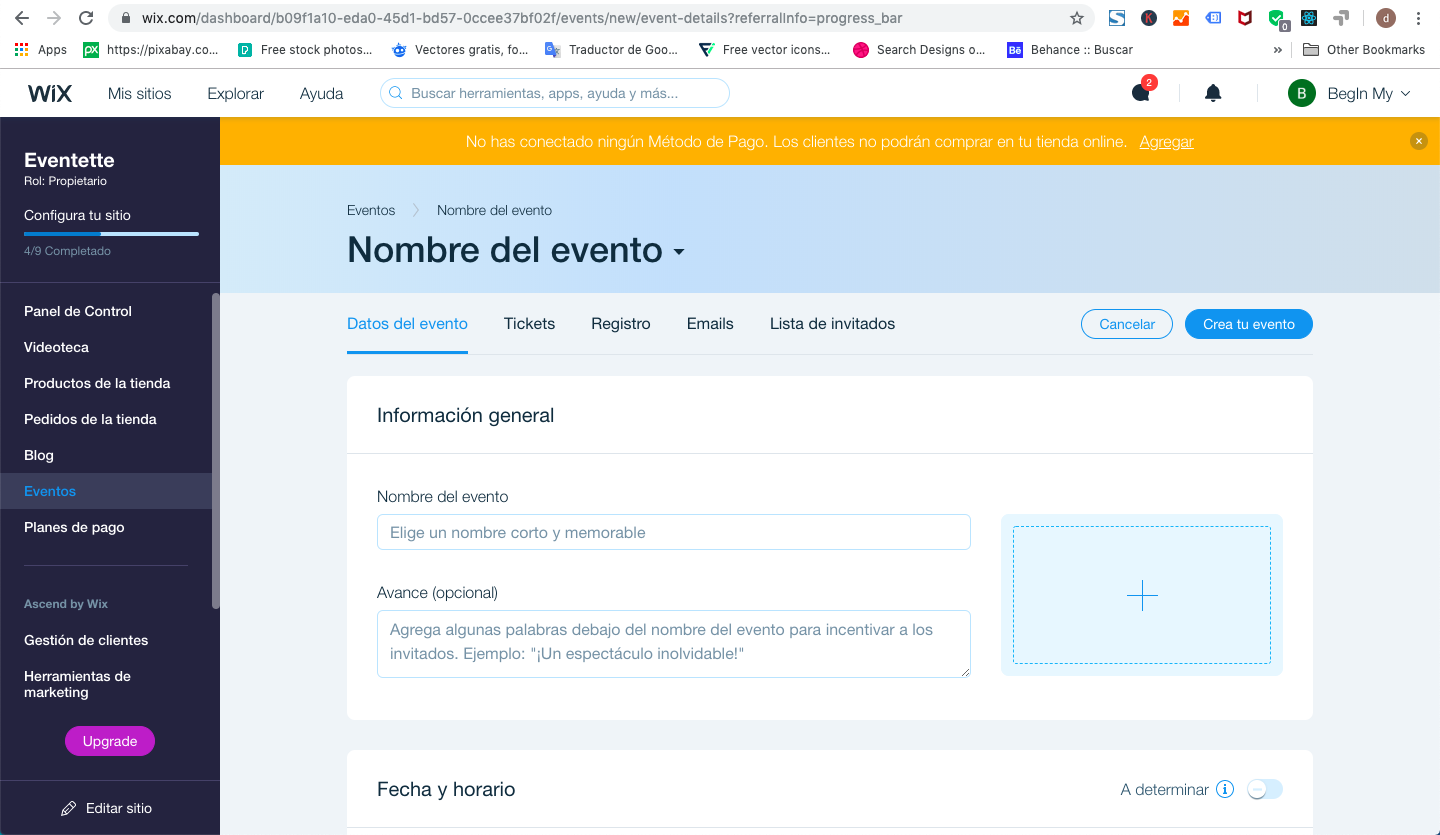 wix.com/dashboard/b09f1a10-eda0-45d1-bd57-0ccee37bf02f/events/new/event-details?referralInfo=progress_bar
K
0
d
Apps
px
https://pixabay.co...
Free stock photos...
Vectores gratis, fo...
Traductor de Goo...
Free vector icons...
Search Designs o...
Bē
Behance :: Buscar
»
Other Bookmarks
WiX
Mis sitios
Explorar
Ayuda
Buscar herramientas, apps, ayuda y más...
2
B
BegIn My
No has conectado ningún Método de Pago. Los clientes no podrán comprar en tu tienda online. Agregar
Eventette
Rol: Propietario
Configura tu sitio
4/9 Completado
Panel de Control
Videoteca
Productos de la tienda
Pedidos de la tienda
Blog
Eventos
Planes de pago
Ascend by Wix
Gestión de clientes
Herramientas de
marketing
Upgrade
Editar sitio
Eventos
Nombre del evento
Nombre del evento
Datos del evento
Tickets
Registro
Emails
Lista de invitados
Cancelar
Crea tu evento
Información general
Nombre del evento
Elige un nombre corto y memorable
Avance (opcional)
Agrega algunas palabras debajo del nombre del evento para incentivar a los
invitados. Ejemplo: "¡Un espectáculo inolvidable!"
Fecha y horario
A determinar